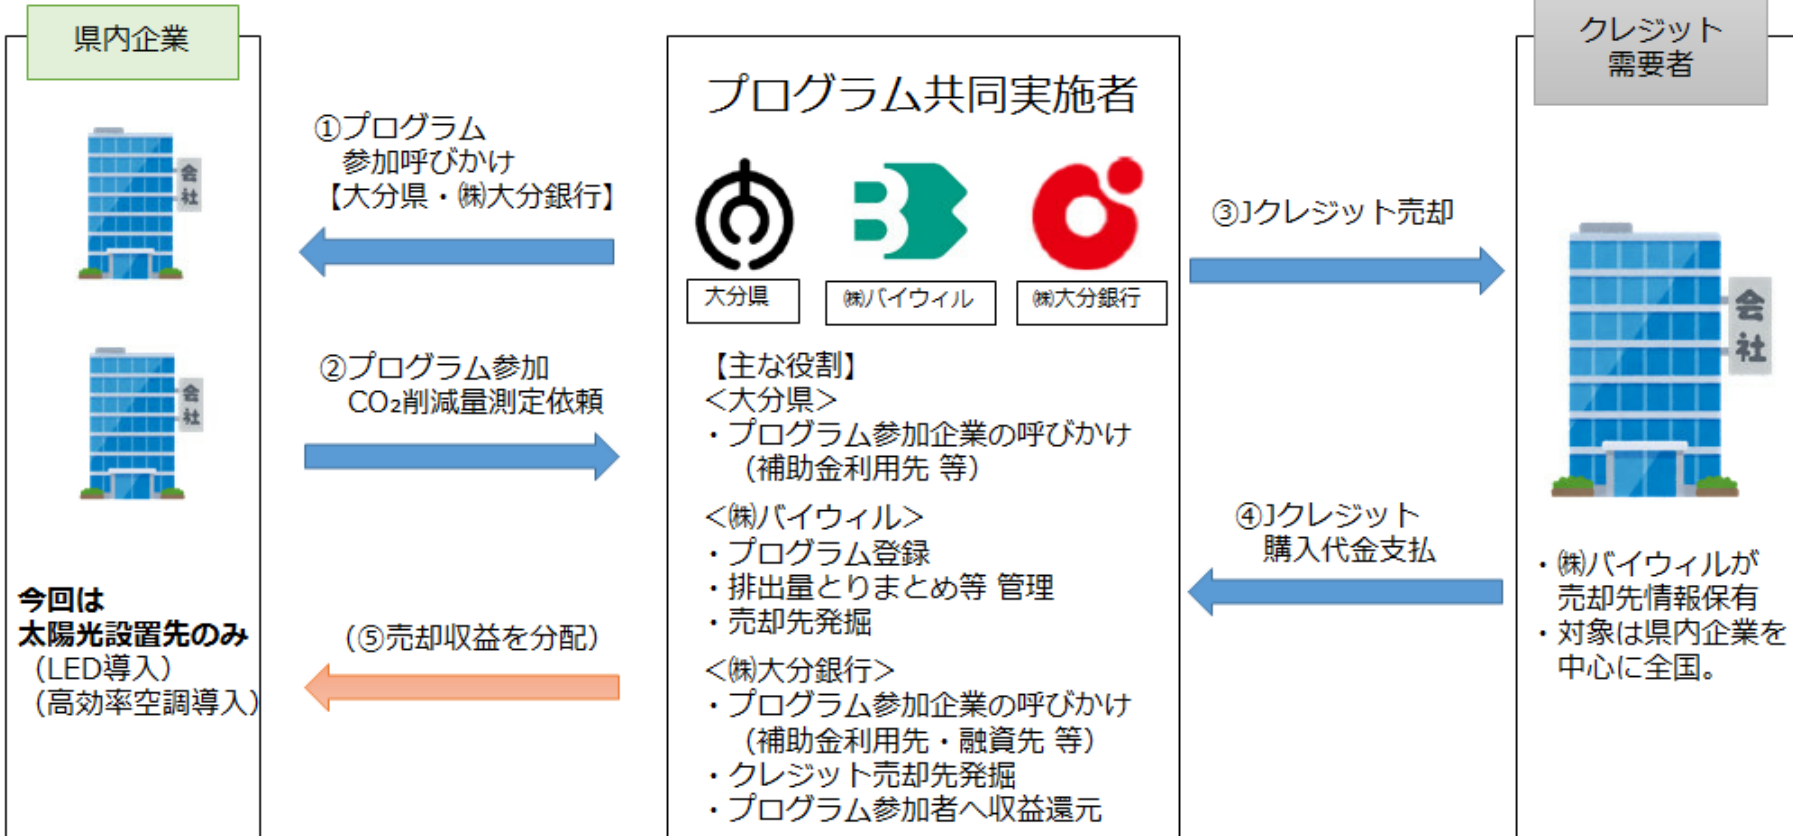 県内企業
会
社
会
社
今回は
太陽光設置先のみ
（LED導入）
（高効率空調導入）
①プログラム
参加呼びかけ
【大分県・㈱大分銀行】
②プログラム参加
CO₂削減量測定依頼
（⑤売却収益を分配）
プログラム共同実施者
大分県
㈱バイウィル
㈱大分銀行
【主な役割】
＜大分県＞
・プログラム参加企業の呼びかけ
（補助金利用先 等）
＜㈱バイウィル＞
・プログラム登録
・排出量とりまとめ等 管理
・売却先発掘
＜㈱大分銀行＞
・プログラム参加企業の呼びかけ
（補助金利用先・融資先 等）
・クレジット売却先発掘
・プログラム参加者へ収益還元
③Jクレジット売却
④Jクレジット
購入代金支払
クレジット
需要者
会
社
・㈱バイウィルが
売却先情報保有
・対象は県内企業を
中心に全国。